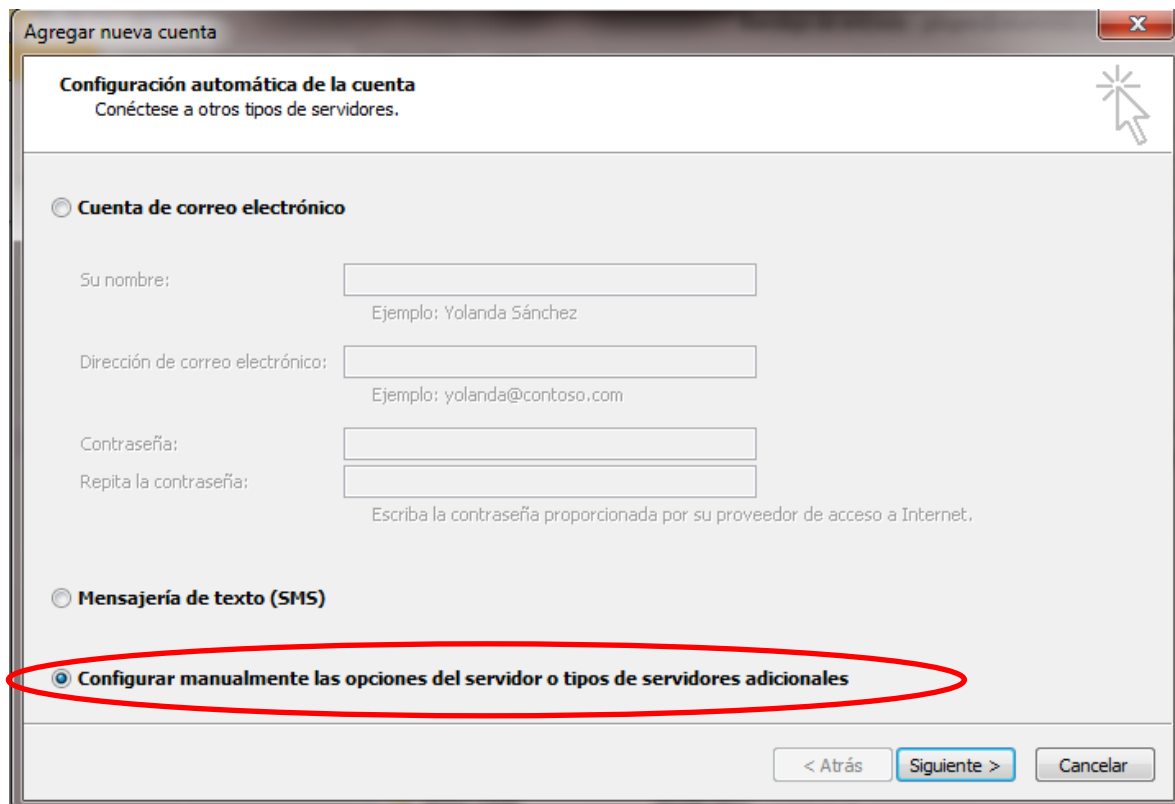 Agregar nueva cuenta
Configuración automática de la cuenta
Conéctese a otros tipos de servidores.
Cuenta de correo electrónico
Su nombre:
Ejemplo: Yolanda Sánchez
Dirección de correo electrónico:
Ejemplo: yolanda@contoso.com
Contraseña:
Repita la contraseña:
Escriba la contraseña proporcionada por su proveedor de acceso a Internet.
Mensajería de texto (SMS)
Configurar manualmente las opciones del servidor o tipos de servidores adicionales
< Atrás Siguiente > Cancelar